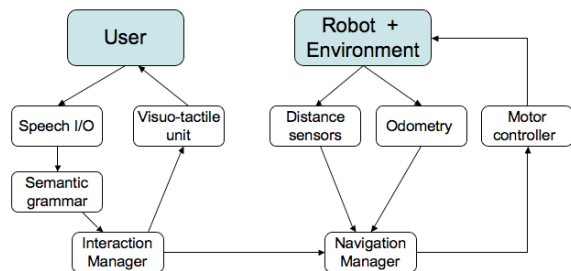 User
Robot +
Environment
Speech I/O
Visuo-tactile
unit
Distance
sensors
Odometry
Motor
controller
Semantic
grammar
Interaction
Manager
Navigation
Manager